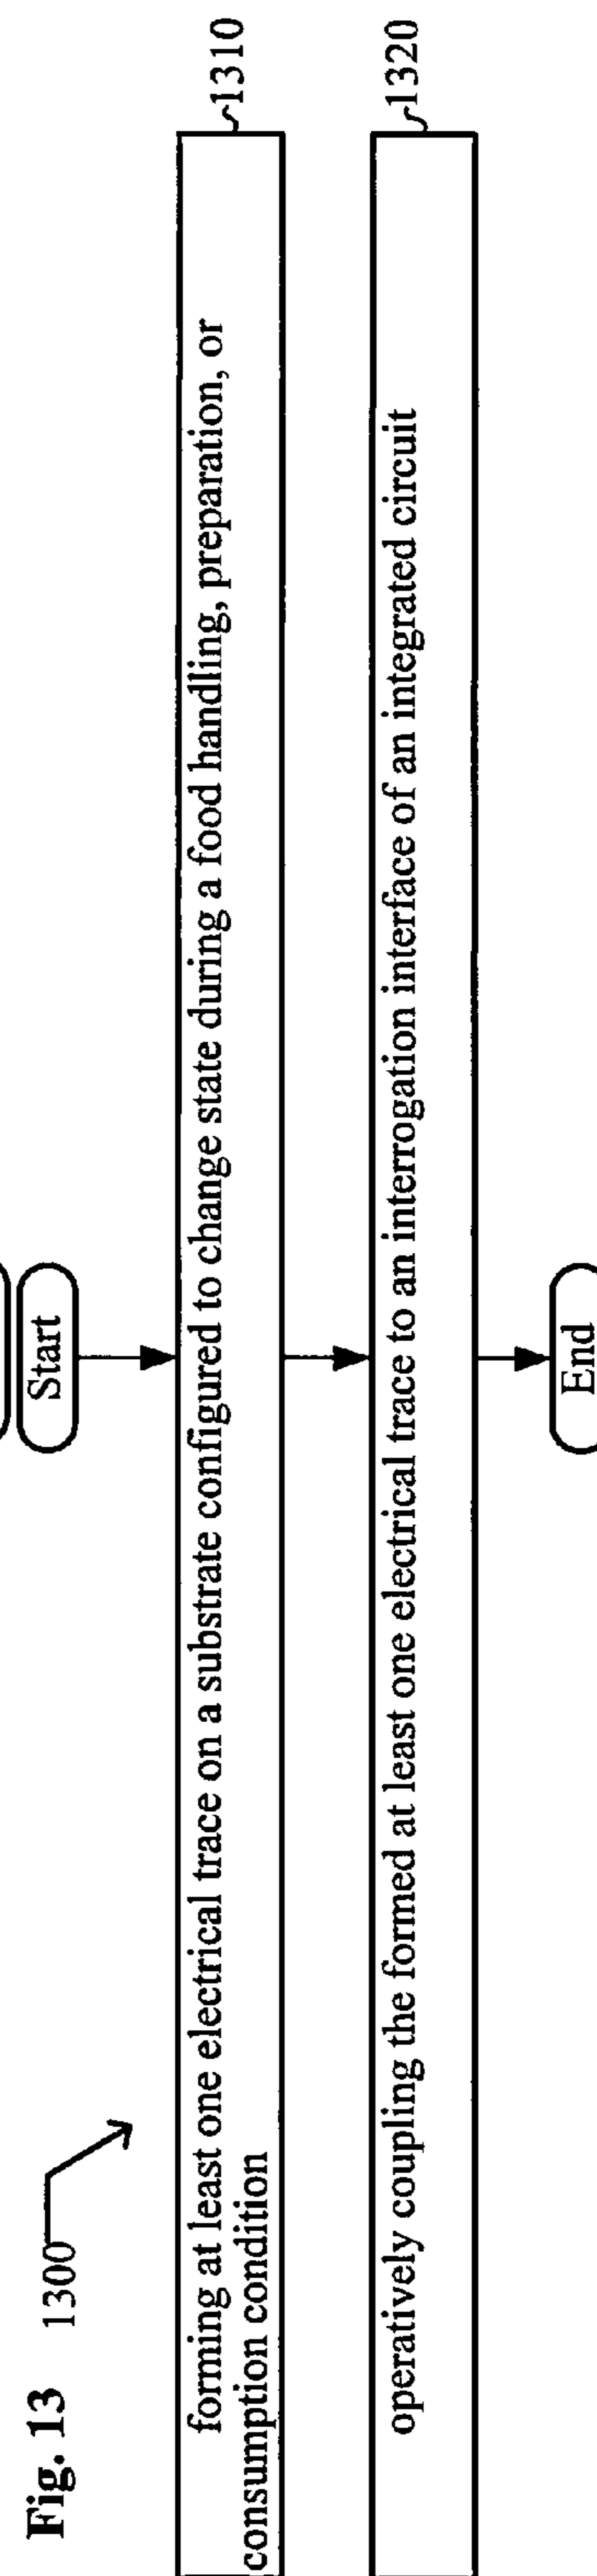 Fig. 13
1300
Start
forming at least one electrical trace on a substrate configured to change state during a food handling, preparation, or
consumption condition
1310
operatively coupling the formed at least one electrical trace to an interrogation interface of an integrated circuit
1320
End